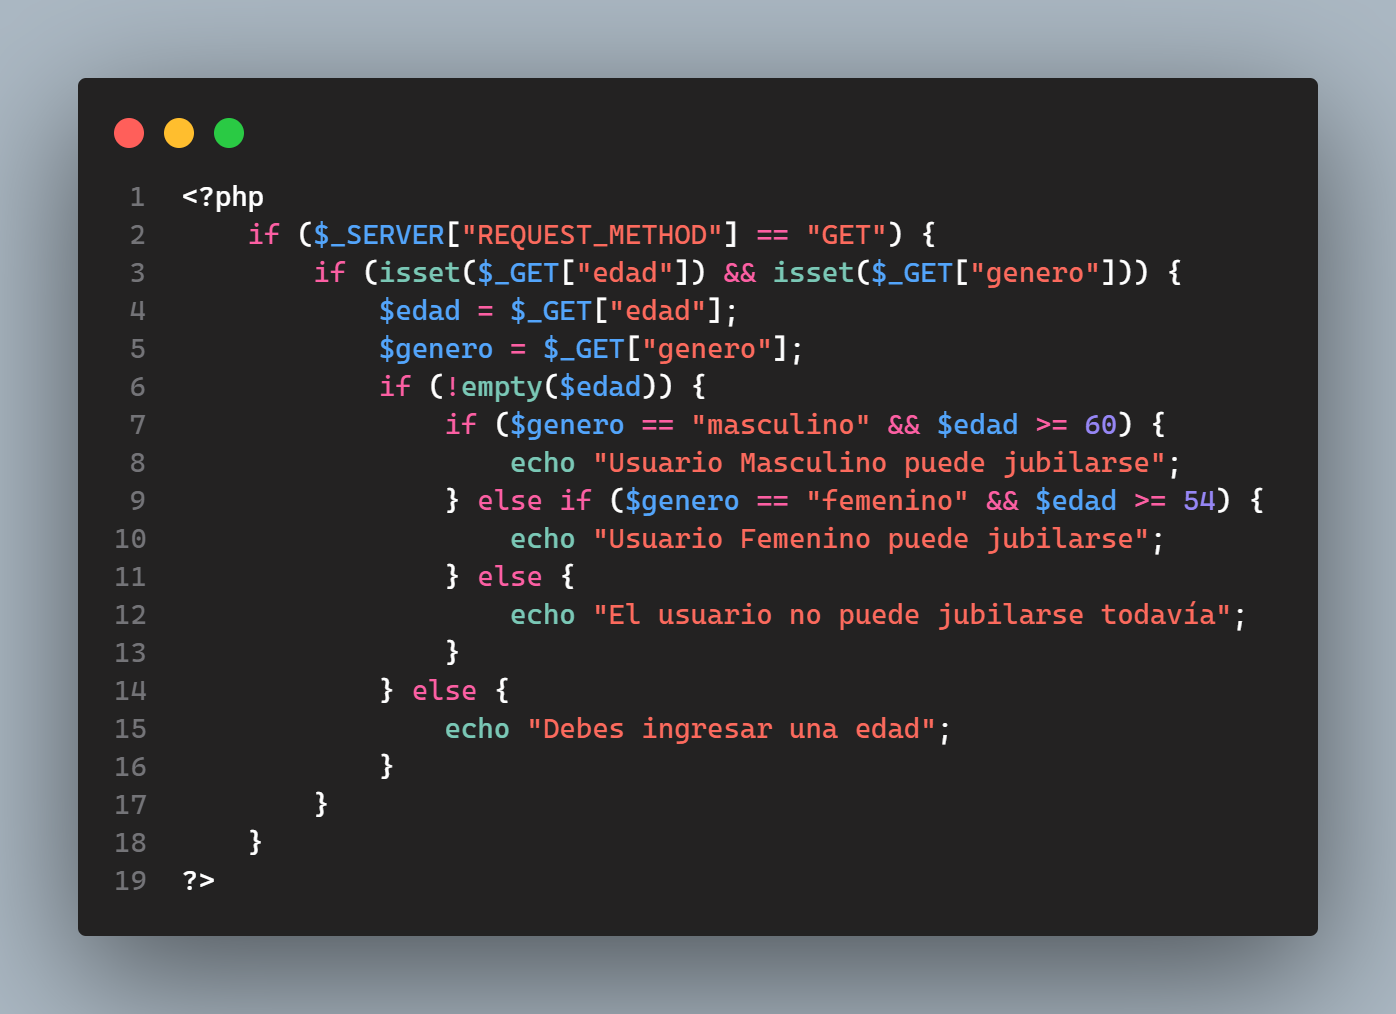 1 <?php
2     if ($_SERVER["REQUEST_METHOD"] == "GET") {
3         if (isset($_GET["edad"]) && isset($_GET["genero"])) {
4             $edad = $_GET["edad"];
5             $genero = $_GET["genero"];
6             if (!empty($edad)) {
7                 if ($genero == "masculino" && $edad >= 60) {
8                     echo "Usuario Masculino puede jubilarse";
9                 } else if ($genero == "femenino" && $edad >= 54) {
10                     echo "Usuario Femenino puede jubilarse";
11                 } else {
12                     echo "El usuario no puede jubilarse todavía";
13                 }
14             } else {
15                 echo "Debes ingresar una edad";
16             }
17         }
18     }
19 ?>